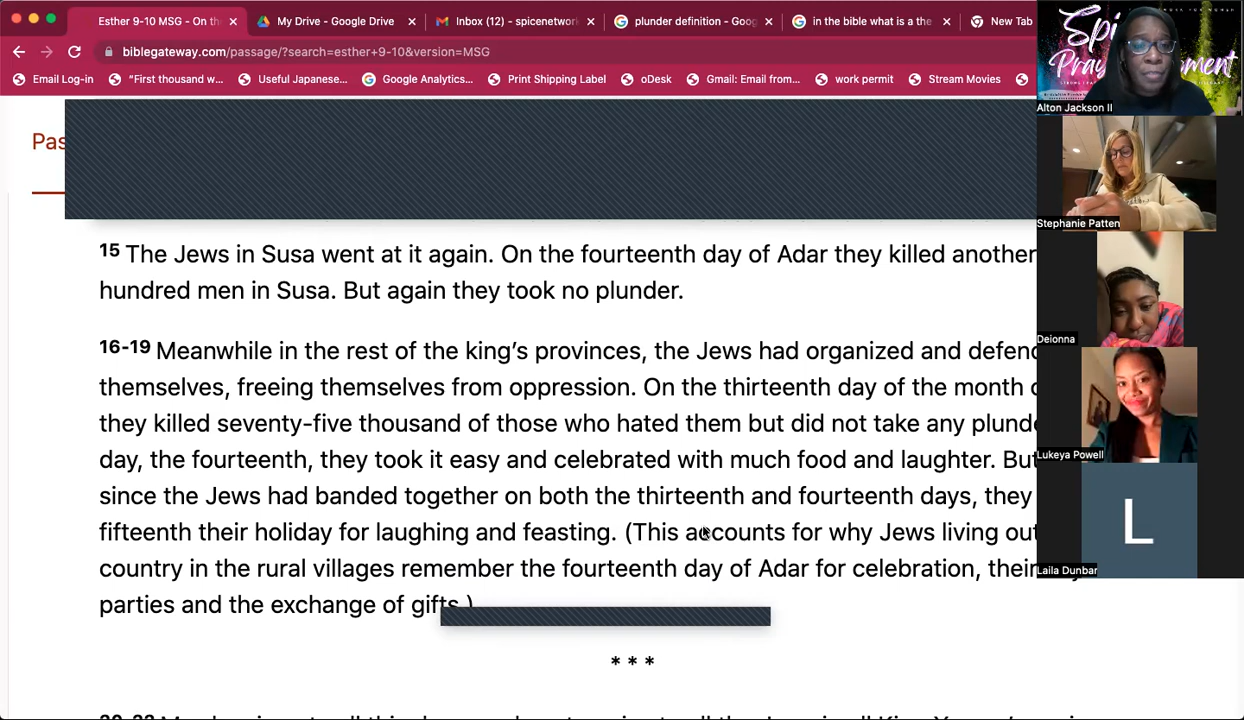 Esther 9-10 MSG - On th
My Drive - Google Drive
Inbox (12) - spicenetwork
plunder definition - Goog
in the bible what is a the
New Tab
biblegateway.com/passage/?search=esther+9-10&version=MSG
Email Log-in
"First thousand w...
Useful Japanese...
Google Analytics...
Print Shipping Label
oDesk
Gmail: Email from...
work permit
Stream Movies
Pas
15 The Jews in Susa went at it again. On the fourteenth day of Adar they killed another
hundred men in Susa. But again they took no plunder.
16-19 Meanwhile in the rest of the king's provinces, the Jews had organized and defend
themselves, freeing themselves from oppression. On the thirteenth day of the month
they killed seventy-five thousand of those who hated them but did not take any plunde
day, the fourteenth, they took it easy and celebrated with much food and laughter. But
since the Jews had banded together on both the thirteenth and fourteenth days, they
fifteenth their holiday for laughing and feasting. (This accounts for why Jews living out
country in the rural villages remember the fourteenth day of Adar for celebration, their
parties and the exchange of gifts.)
* * *
Alton Jackson II
Stephanie Patten
Deionna
Lukeya Powell
L
Laila Dunbar